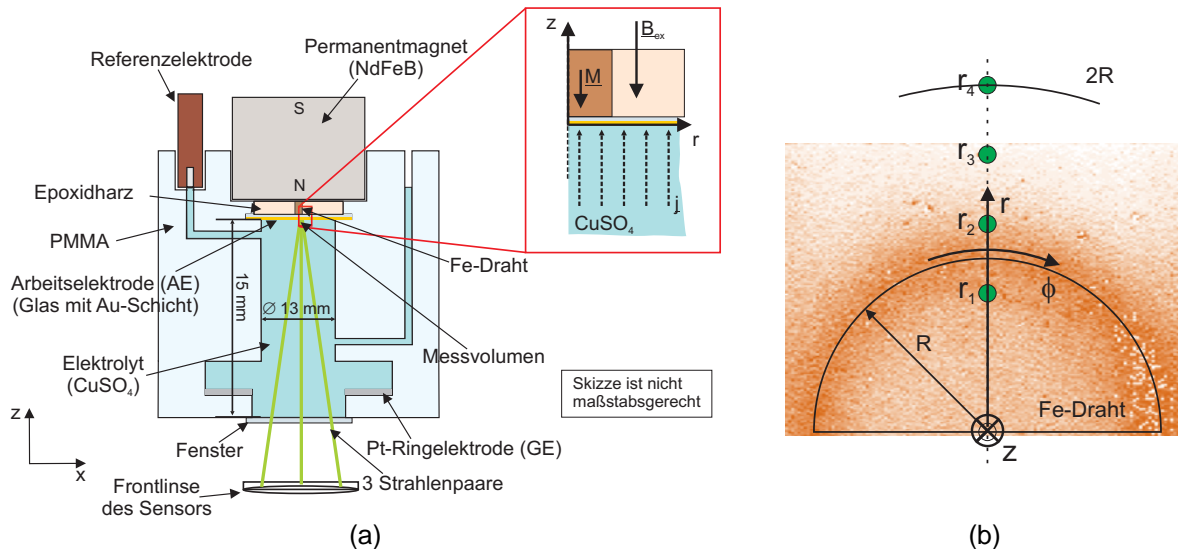 Referenzelektrode
Permanentmagnet
(NdFeB)
S
N
Epoxidharz
PMMA
Arbeitselektrode (AE)
(Glas mit Au-Schicht)
15 mm
∅ 13 mm
Fe-Draht
Messvolumen
Elektrolyt
(CuSO₄)
Fenster
Pt-Ringelektrode (GE)
3 Strahlenpaare
Frontlinse
des Sensors
z
x
Skizze ist nicht
maßstabsgerecht
z
B_ex
M
r
j
CuSO₄
(a)
r₄
2R
r₃
r
r₂
r₁
ϕ
R
Fe-Draht
z
(b)